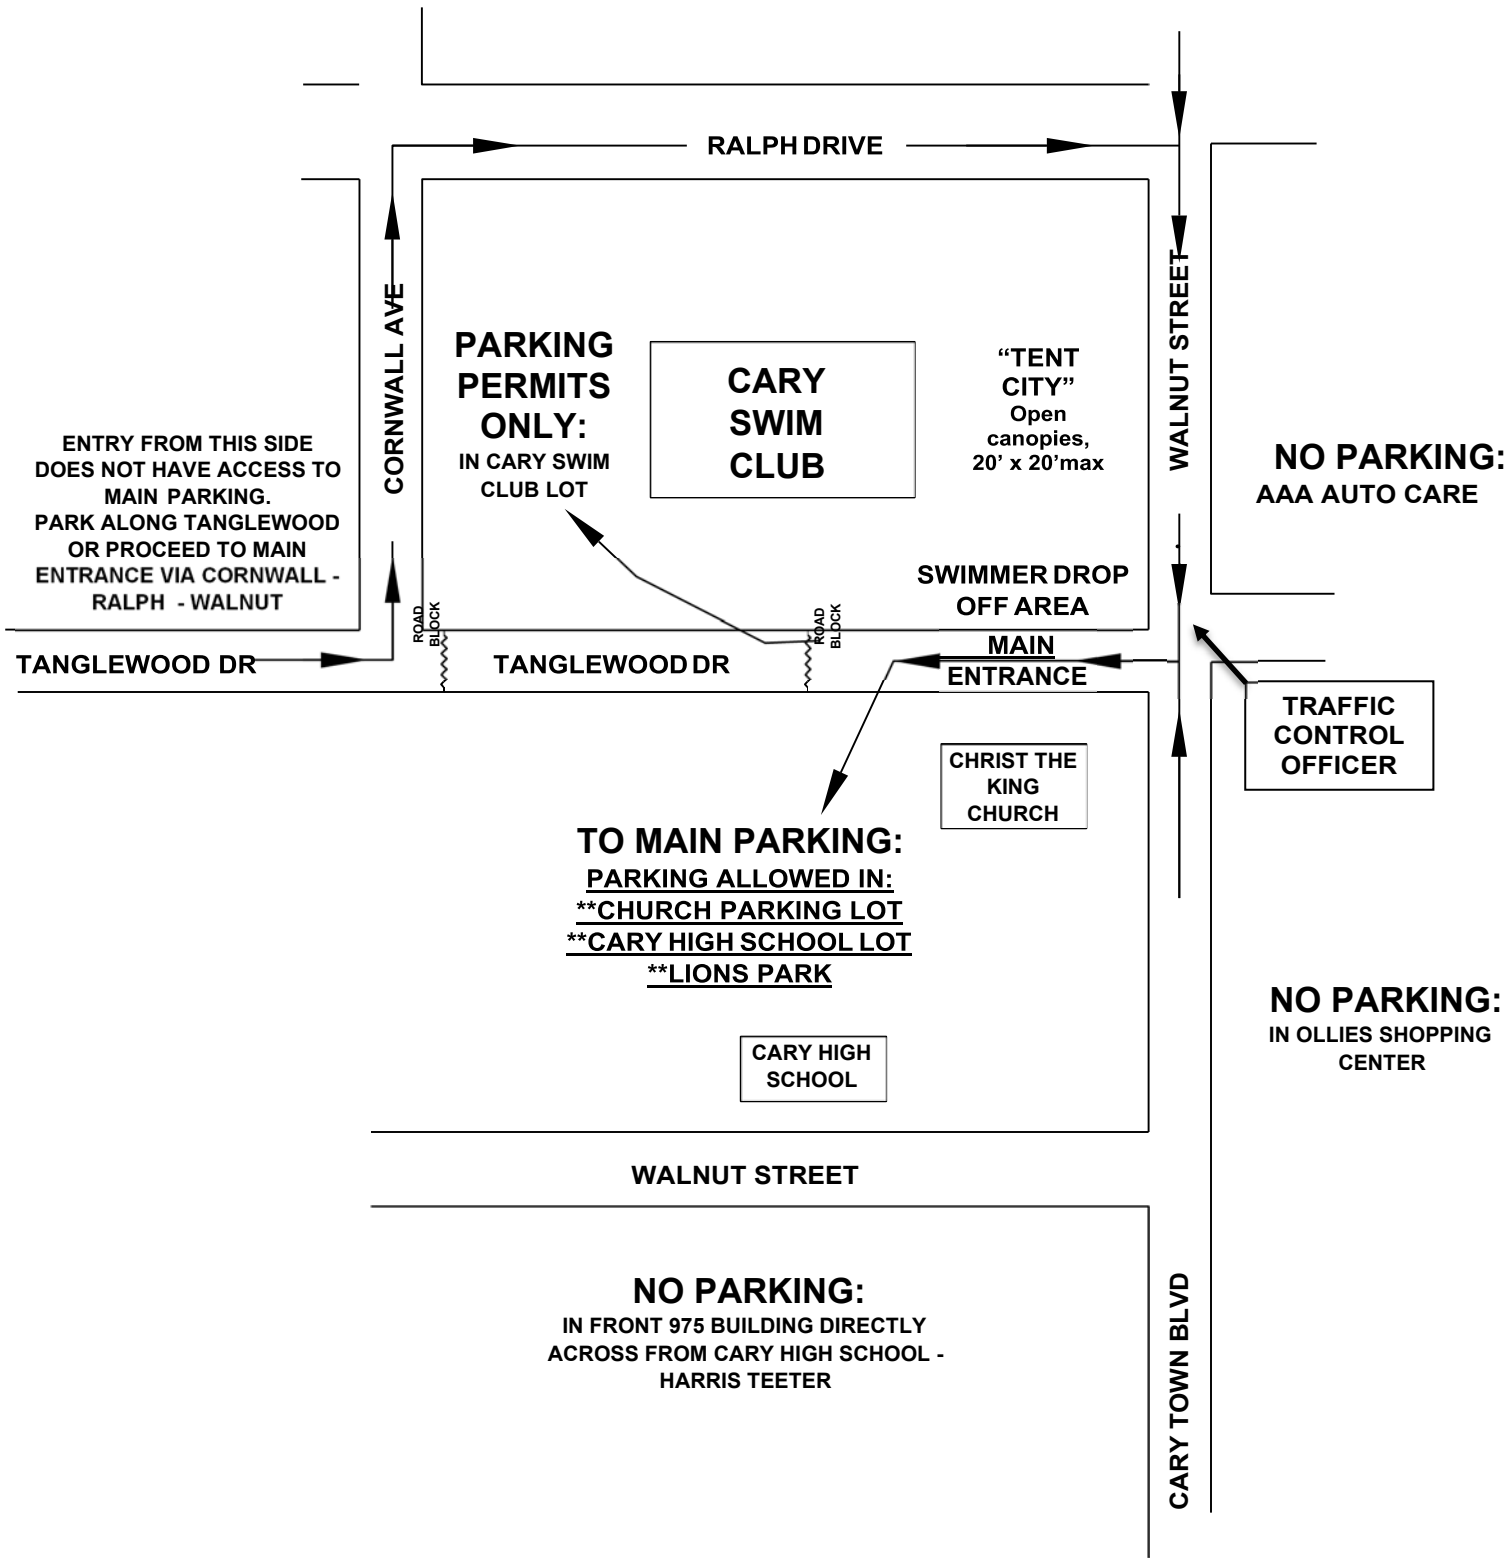 RALPH DRIVE
CORNWALL AVE
WALNUT STREET
PARKING
PERMITS
ONLY:
IN CARY SWIM
CLUB LOT
CARY
SWIM
CLUB
“TENT
CITY”
Open
canopies,
20’ x 20’max
ENTRY FROM THIS SIDE
DOES NOT HAVE ACCESS TO
MAIN PARKING.
PARK ALONG TANGLEWOOD
OR PROCEED TO MAIN
ENTRANCE VIA CORNWALL -
RALPH - WALNUT
NO PARKING:
AAA AUTO CARE
SWIMMER DROP
OFF AREA
ROAD
BLOCK
ROAD
BLOCK
TANGLEWOOD DR
TANGLEWOOD DR
MAIN
ENTRANCE
TRAFFIC
CONTROL
OFFICER
CHRIST THE
KING
CHURCH
TO MAIN PARKING:
PARKING ALLOWED IN:
**CHURCH PARKING LOT
**CARY HIGH SCHOOL LOT
**LIONS PARK
NO PARKING:
IN OLLIES SHOPPING
CENTER
CARY HIGH
SCHOOL
WALNUT STREET
NO PARKING:
IN FRONT 975 BUILDING DIRECTLY
ACROSS FROM CARY HIGH SCHOOL -
HARRIS TEETER
CARY TOWN BLVD